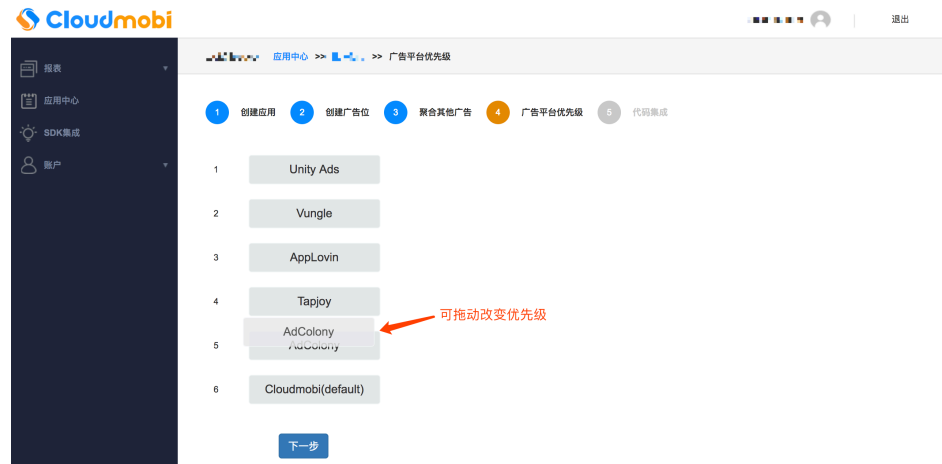 Cloudmobi
退出
应用中心 >> >> 广告平台优先级
报表
应用中心
SDK集成
账户
1 创建应用 2 创建广告位 3 聚合其他广告 4 广告平台优先级 5 代码集成
1 Unity Ads
2 Vungle
3 AppLovin
4 Tapjoy
可拖动改变优先级
AdColony
5 AdColony
6 Cloudmobi(default)
下一步